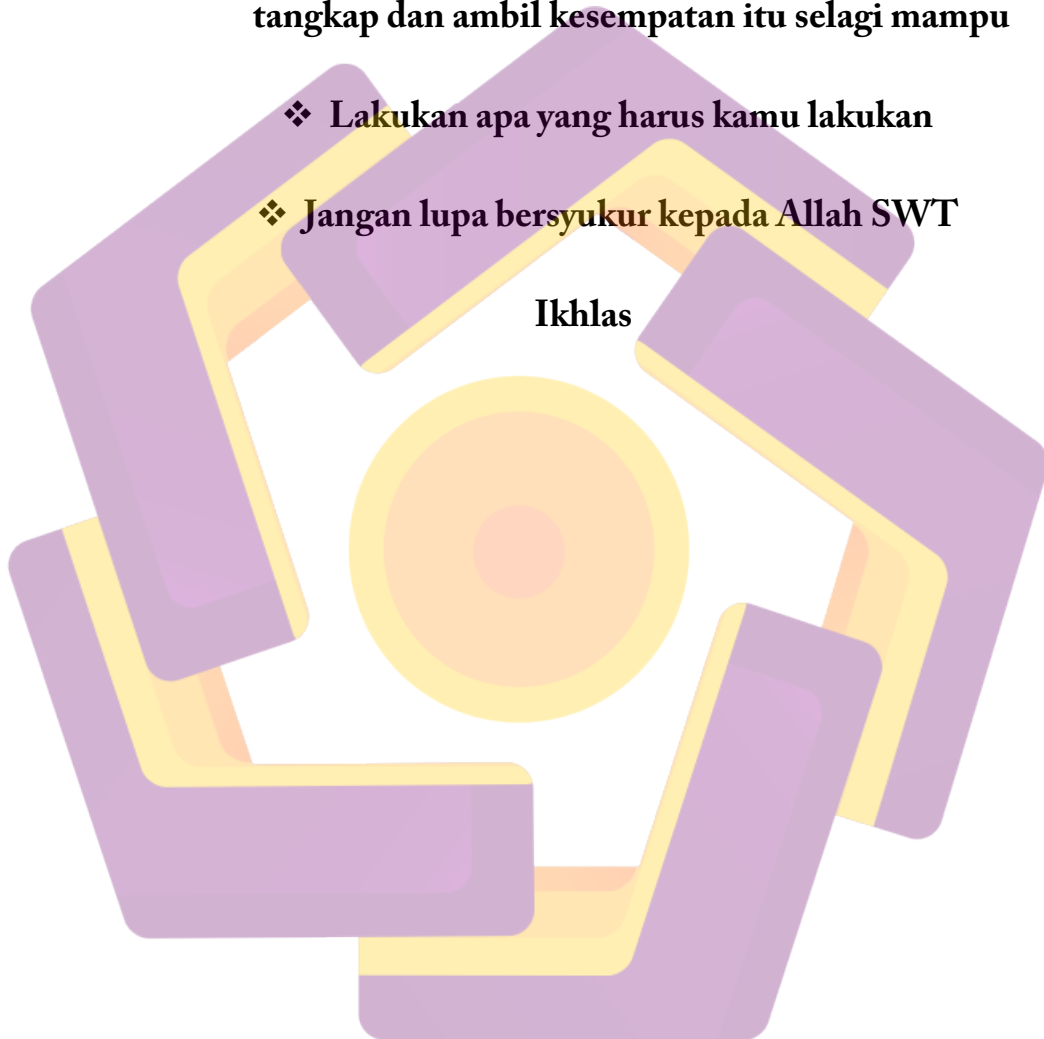 tangkap dan ambil kesempatan itu selagi mampu
❖ Lakukan apa yang harus kamu lakukan
❖ Jangan lupa bersyukur kepada Allah SWT
Ikhlas